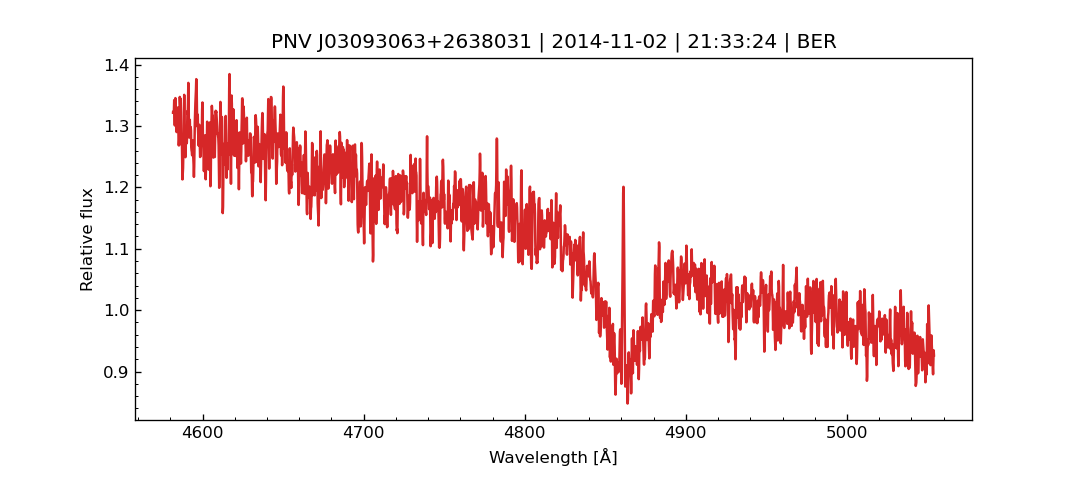 PNV J03093063+2638031 | 2014-11-02 | 21:33:24 | BER
1.4
1.3
1.2
1.1
1.0
0.9
Relative flux
4600 4700 4800 4900 5000
Wavelength [Å]